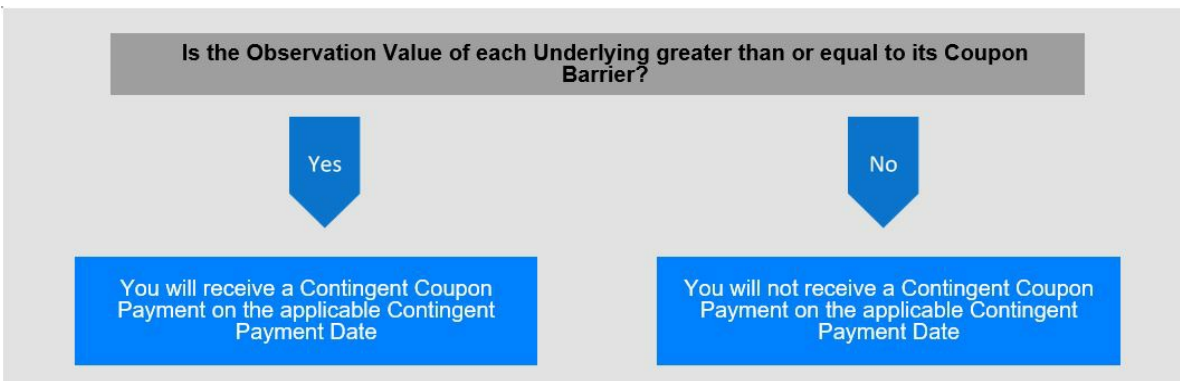 Is the Observation Value of each Underlying greater than or equal to its Coupon
Barrier?
Yes
No
You will receive a Contingent Coupon
Payment on the applicable Contingent
Payment Date
You will not receive a Contingent Coupon
Payment on the applicable Contingent
Payment Date